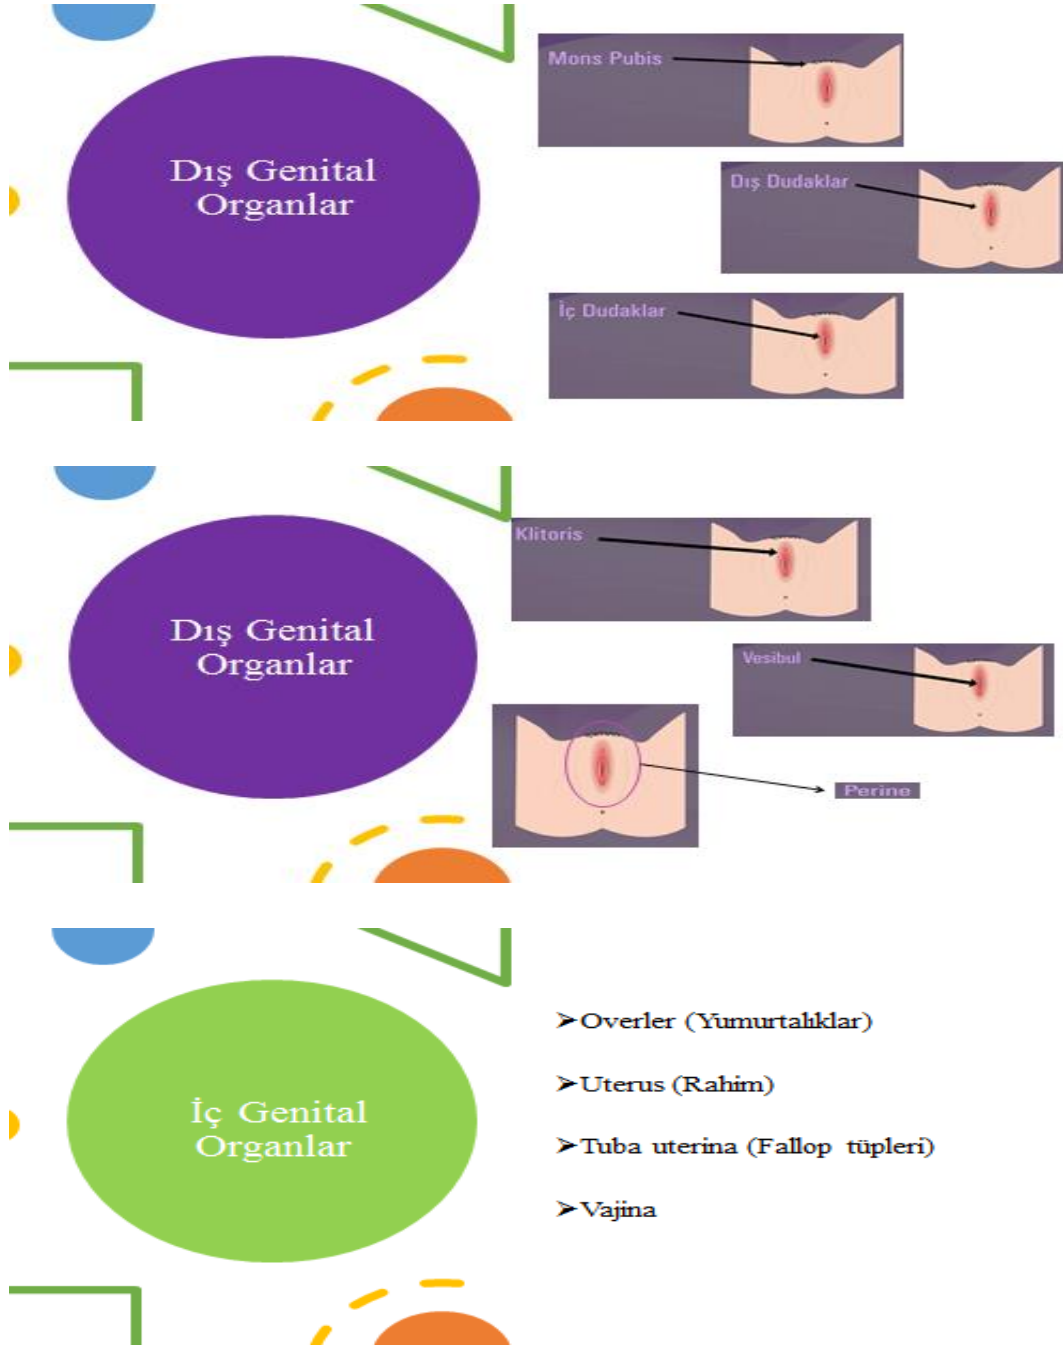 Dış Genital
Organlar
Mons Pubis
Dış Dudaklar
İç Dudaklar
Dış Genital
Organlar
Klitoris
Vesibul
Perine
İç Genital
Organlar
➢Overler (Yumurtalıklar)
➢Uterus (Rahim)
➢Tuba uterina (Fallop tüpleri)
➢Vajina